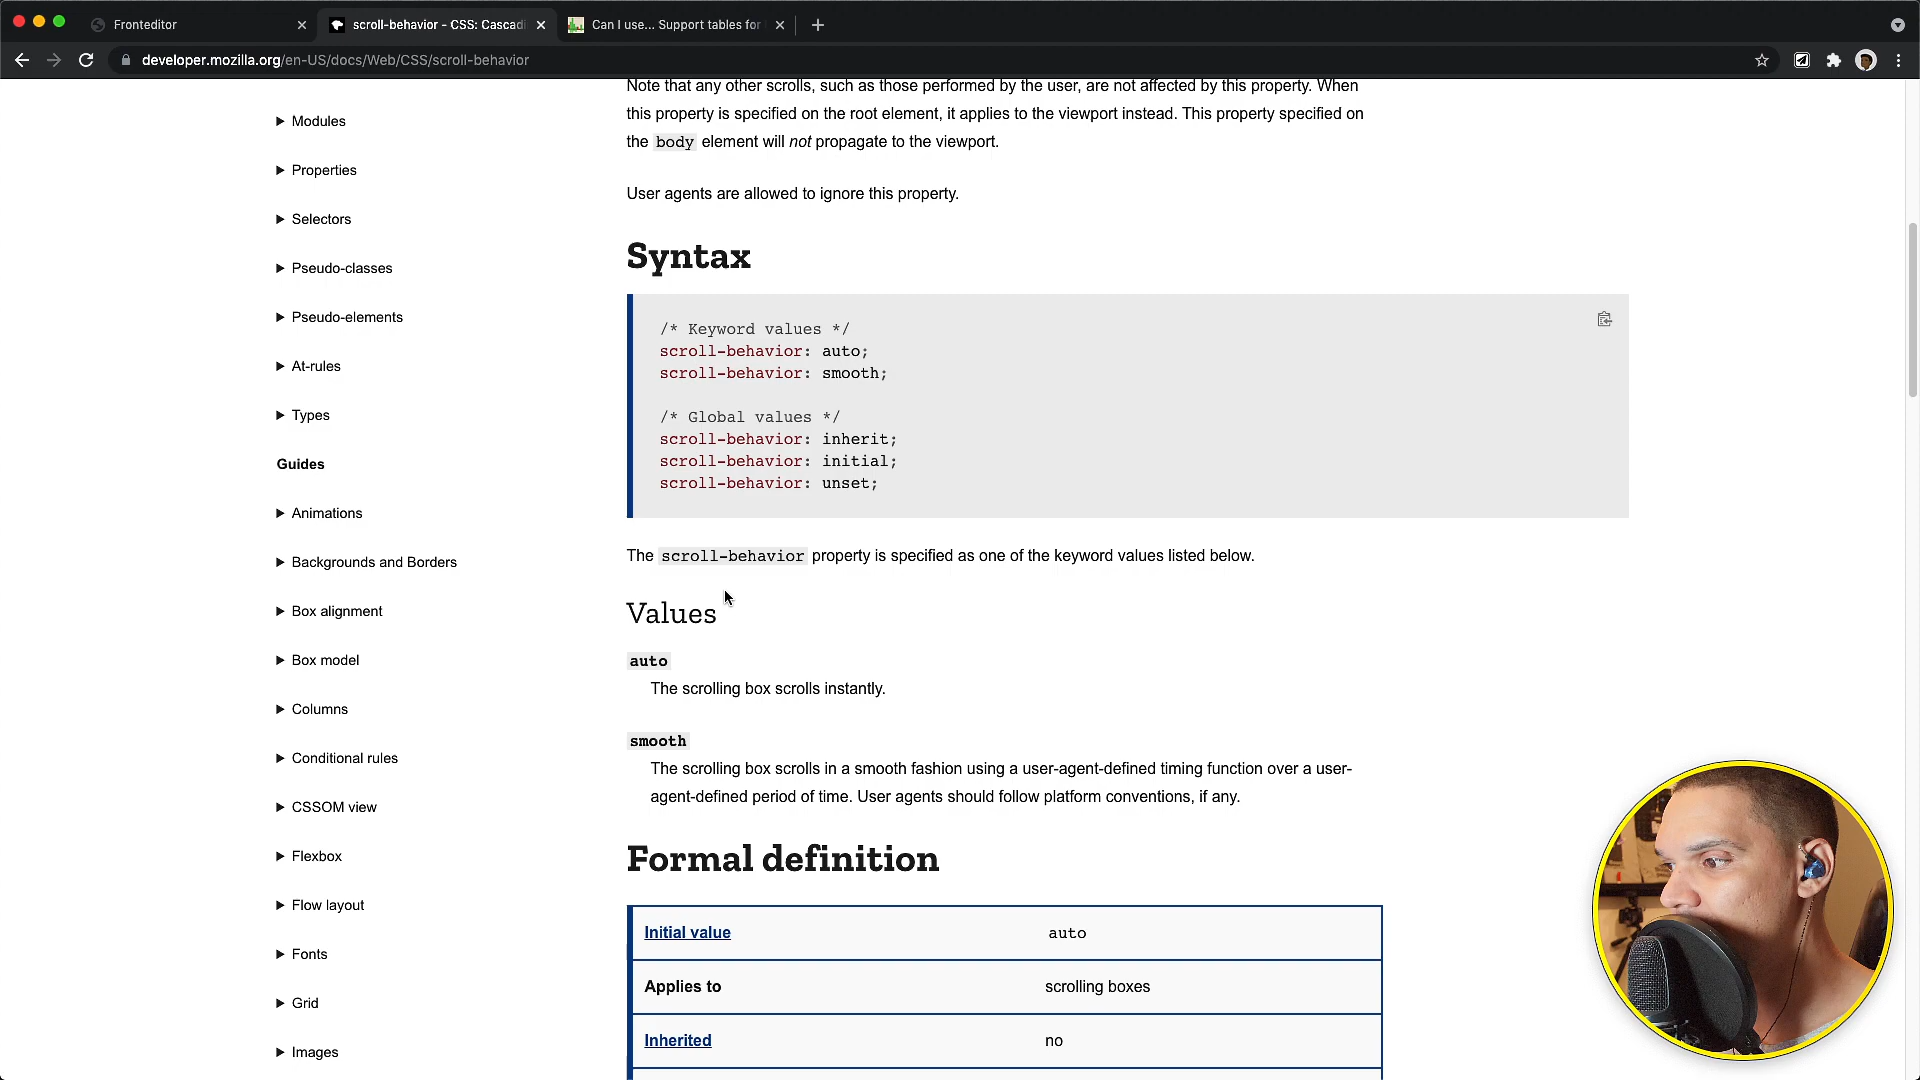 Fronteditor
scroll-behavior - CSS: Cascadi
Can I use... Support tables for
developer.mozilla.org/en-US/docs/Web/CSS/scroll-behavior
Modules
Properties
Selectors
Pseudo-classes
Pseudo-elements
At-rules
Types
Guides
Animations
Backgrounds and Borders
Box alignment
Box model
Columns
Conditional rules
CSSOM view
Flexbox
Flow layout
Fonts
Grid
Images
Note that any other scrolls, such as those performed by the user, are not affected by this property. When
this property is specified on the root element, it applies to the viewport instead. This property specified on
the body element will not propagate to the viewport.
User agents are allowed to ignore this property.
Syntax
/* Keyword values */
scroll-behavior: auto;
scroll-behavior: smooth;
/* Global values */
scroll-behavior: inherit;
scroll-behavior: initial;
scroll-behavior: unset;
The scroll-behavior property is specified as one of the keyword values listed below.
Values
auto
The scrolling box scrolls instantly.
smooth
The scrolling box scrolls in a smooth fashion using a user-agent-defined timing function over a user-
agent-defined period of time. User agents should follow platform conventions, if any.
Formal definition
Initial value auto
Applies to scrolling boxes
Inherited no